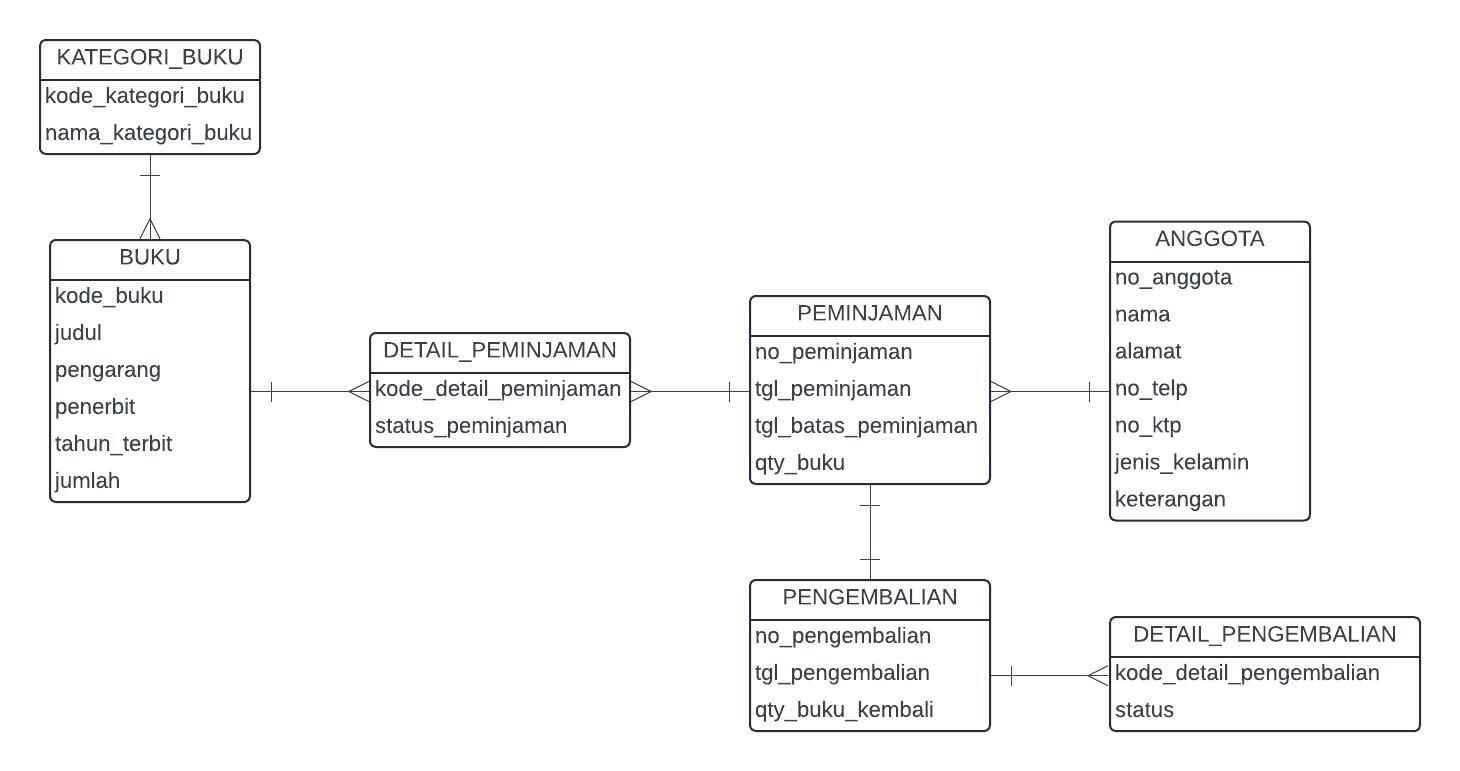 KATEGORI_BUKU
kode_kategori_buku
nama_kategori_buku
BUKU
kode_buku
judul
pengarang
penerbit
tahun_terbit
jumlah
DETAIL_PEMINJAMAN
kode_detail_peminjaman
status_peminjaman
PEMINJAMAN
no_peminjaman
tgl_peminjaman
tgl_batas_peminjaman
qty_buku
ANGGOTA
no_anggota
nama
alamat
no_telp
no_ktp
jenis_kelamin
keterangan
PENGEMBALIAN
no_pengembalian
tgl_pengembalian
qty_buku_kembali
DETAIL_PENGEMBALIAN
kode_detail_pengembalian
status